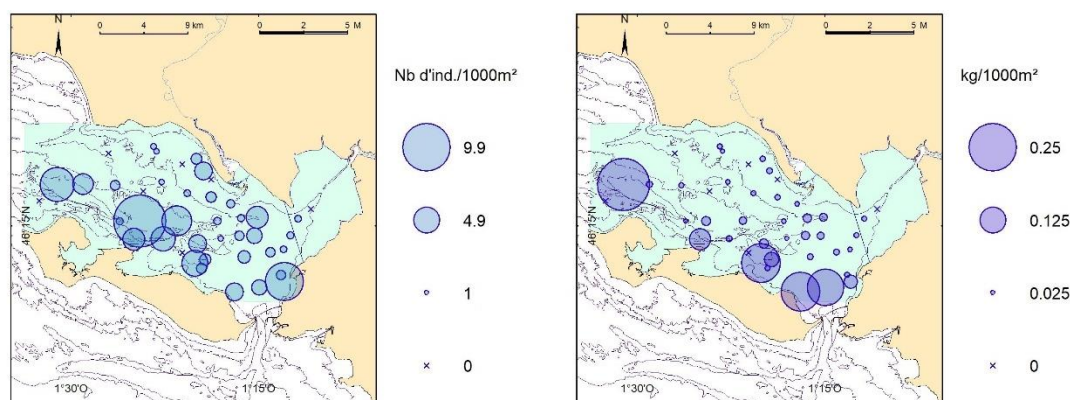 N
0 4 9 km
0 2 5 M
46°15'N
1°30'O
1°15'O
Nb d'ind./1000m²
9.9
4.9
1
0
N
0 4 9 km
0 2 5 M
46°15'N
1°30'O
1°15'O
kg/1000m²
0.25
0.125
0.025
0